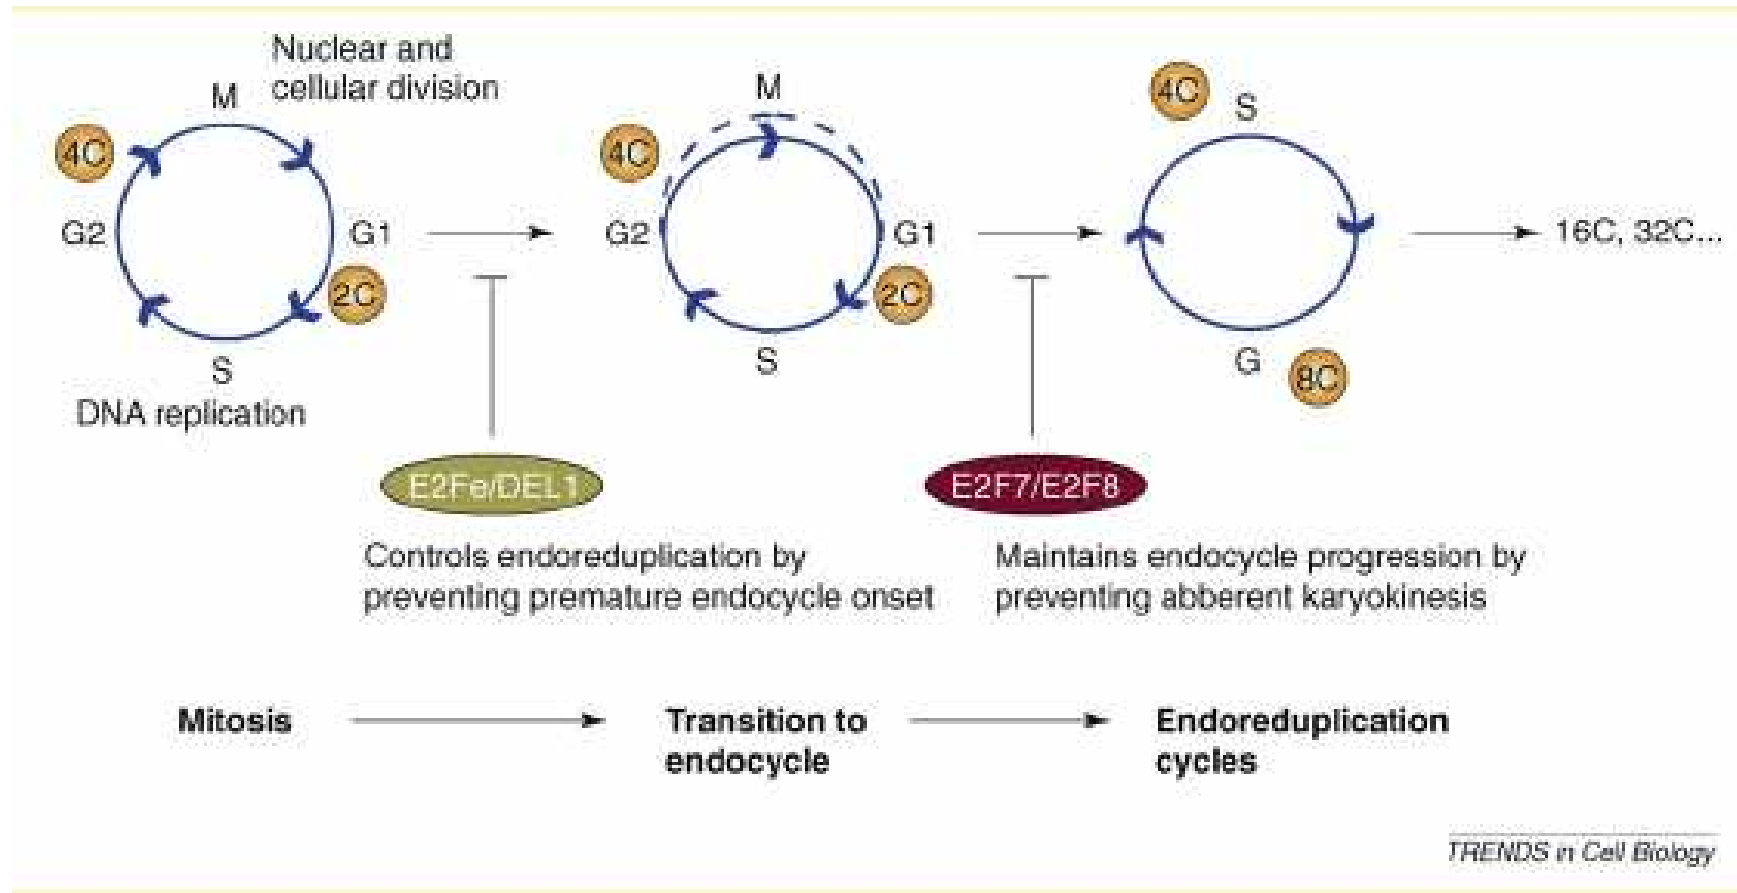 Nuclear and
cellular division
M
4C
G2
G1
2C
S
DNA replication
M
4C
G2
G1
2C
S
4C
S
G
8C
16C, 32C...
E2Fe/DEL1
Controls endoreduplication by
preventing premature endocycle onset
E2F7/E2F8
Maintains endocycle progression by
preventing abberent karyokinesis
Mitosis
Transition to
endocycle
Endoreduplication
cycles
TRENDS in Cell Biology